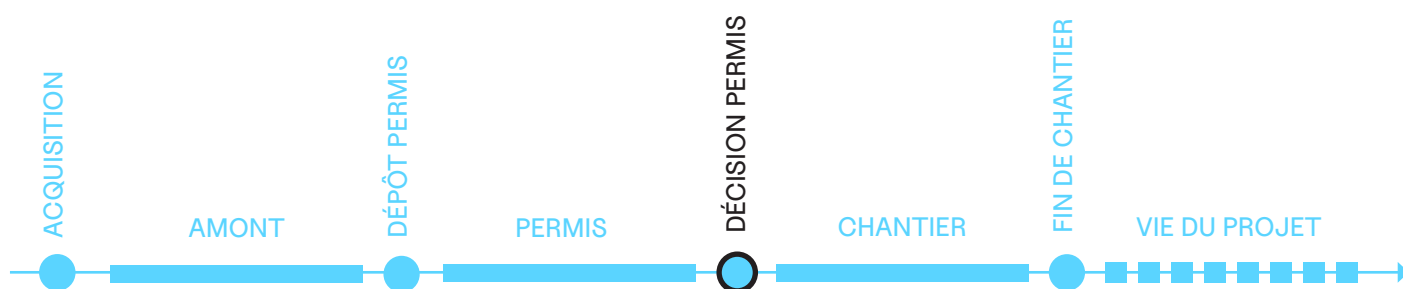 ACQUISITION
AMONT
DÉPÔT PERMIS
PERMIS
DÉCISION PERMIS
CHANTIER
FIN DE CHANTIER
VIE DU PROJET